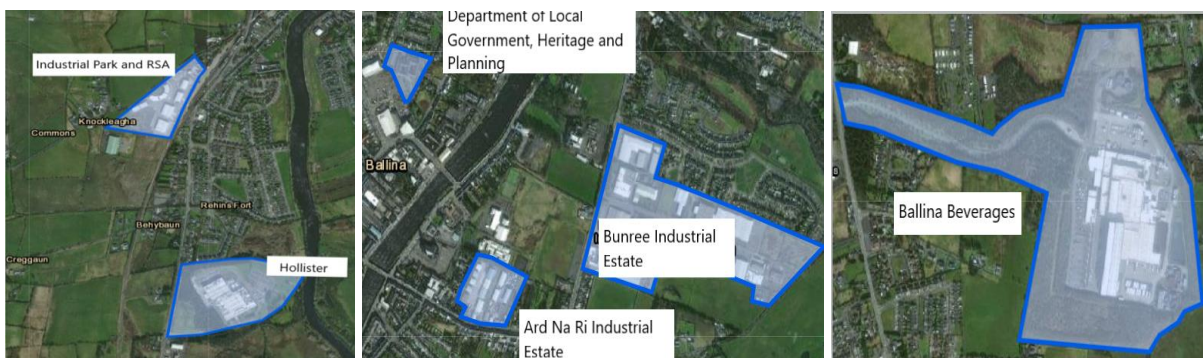 Industrial Park and RSA
Knockleagha
Commons
Rehins Fort
Behybaun
Creggaun
Hollister
Department of Local
Government, Heritage and
Planning
Ballina
Bunree Industrial
Estate
Ard Na Ri Industrial
Estate
Ballina Beverages